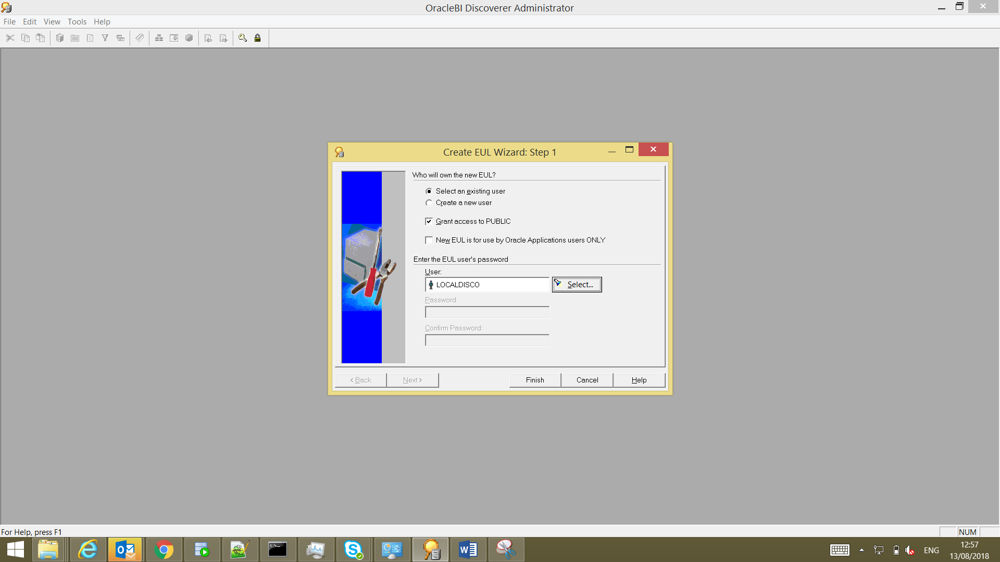 OracleBI Discoverer Administrator
File Edit View Tools Help
Create EUL Wizard: Step 1
Who will own the new EUL?
Select an existing user
Create a new user
Grant access to PUBLIC
New EUL is for use by Oracle Applications users ONLY
Enter the EUL user's password
User:
LOCALDISCO
Select...
Password:
Confirm Password:
< Back Next > Finish Cancel Help
For Help, press F1
NUM
ENG
12:57
13/08/2018